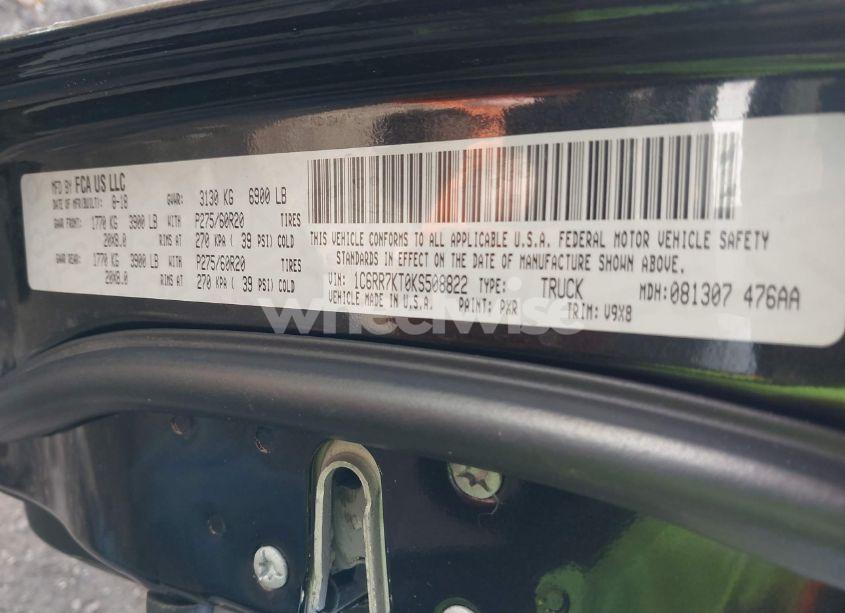 MFD BY FCA US LLC
DATE OF MFR(BUILT): 8-18 GVWR: 3130 KG 6900 LB
GAWR FRONT: 1770 KG 3900 LB WITH P275/60R20 TIRES
20X8.0 RIMS AT 270 KPA ( 39 PSI) COLD
GAWR REAR: 1770 KG 3900 LB WITH P275/60R20 TIRES
20X8.0 RIMS AT 270 KPA ( 39 PSI) COLD
THIS VEHICLE CONFORMS TO ALL APPLICABLE U.S.A. FEDERAL MOTOR VEHICLE SAFETY
STANDARDS IN EFFECT ON THE DATE OF MANUFACTURE SHOWN ABOVE.
VIN: 1C6RR7KT0KS508822 TYPE: TRUCK MDH: 081307 476AA
VEHICLE MADE IN U.S.A. PAINT: PXR TRIM: V9X8
wheelwise